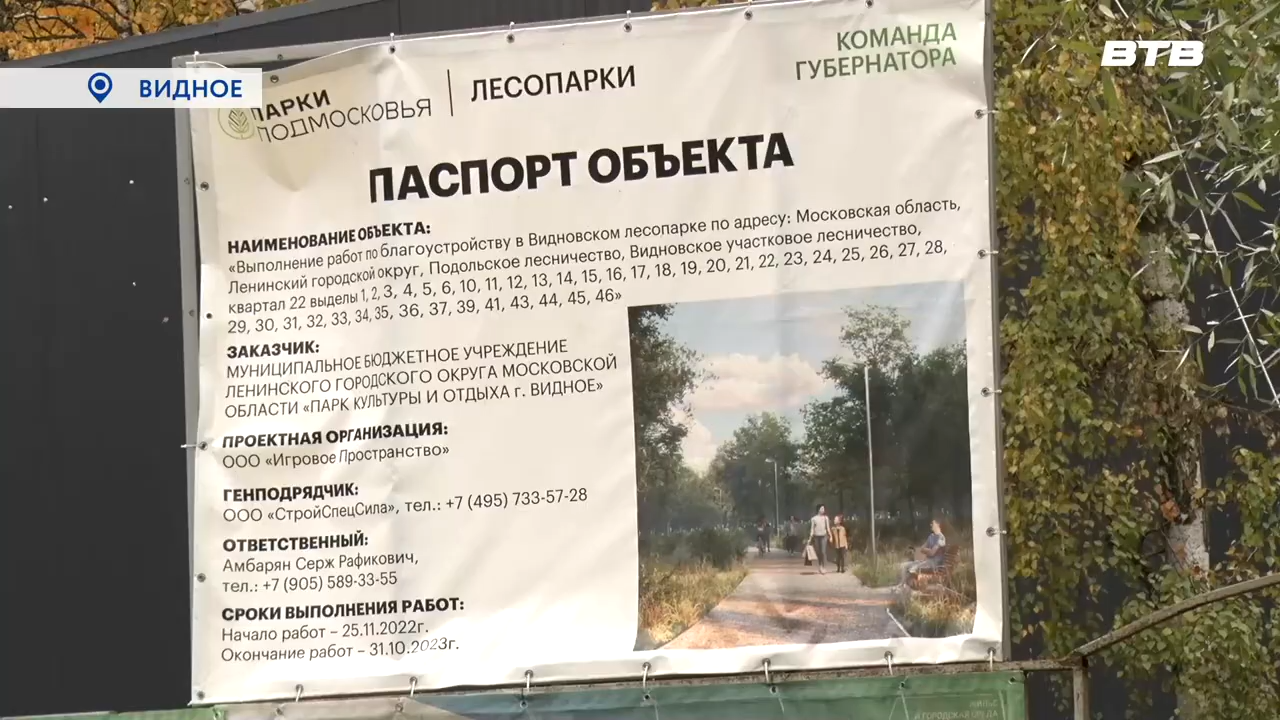 ВИДНОЕ
ВТВ
ПАРКИ
ПОДМОСКОВЬЯ
ЛЕСОПАРКИ
КОМАНДА
ГУБЕРНАТОРА
ПАСПОРТ ОБЪЕКТА
НАИМЕНОВАНИЕ ОБЪЕКТА:
«Выполнение работ по благоустройству в Видновском лесопарке по адресу: Московская область,
Ленинский городской округ, Подольское лесничество, Видновское участковое лесничество,
квартал 22 выделы 1, 2, 3, 4, 5, 6, 10, 11, 12, 13, 14, 15, 16, 17, 18, 19, 20, 21, 22, 23, 24, 25, 26, 27, 28,
29, 30, 31, 32, 33, 34, 35, 36, 37, 39, 41, 43, 44, 45, 46»
ЗАКАЗЧИК:
МУНИЦИПАЛЬНОЕ БЮДЖЕТНОЕ УЧРЕЖДЕНИЕ
ЛЕНИНСКОГО ГОРОДСКОГО ОКРУГА МОСКОВСКОЙ
ОБЛАСТИ «ПАРК КУЛЬТУРЫ И ОТДЫХА г. ВИДНОЕ»
ПРОЕКТНАЯ ОРГАНИЗАЦИЯ:
ООО «Игровое Пространство»
ГЕНПОДРЯДЧИК:
ООО «СтройСпецСила», тел.: +7 (495) 733-57-28
ОТВЕТСТВЕННЫЙ:
Амбарян Серж Рафикович,
тел.: +7 (905) 589-33-55
СРОКИ ВЫПОЛНЕНИЯ РАБОТ:
Начало работ – 25.11.2022г.
Окончание работ – 31.10.2023г.
И ГОРОДСКАЯ СРЕДА